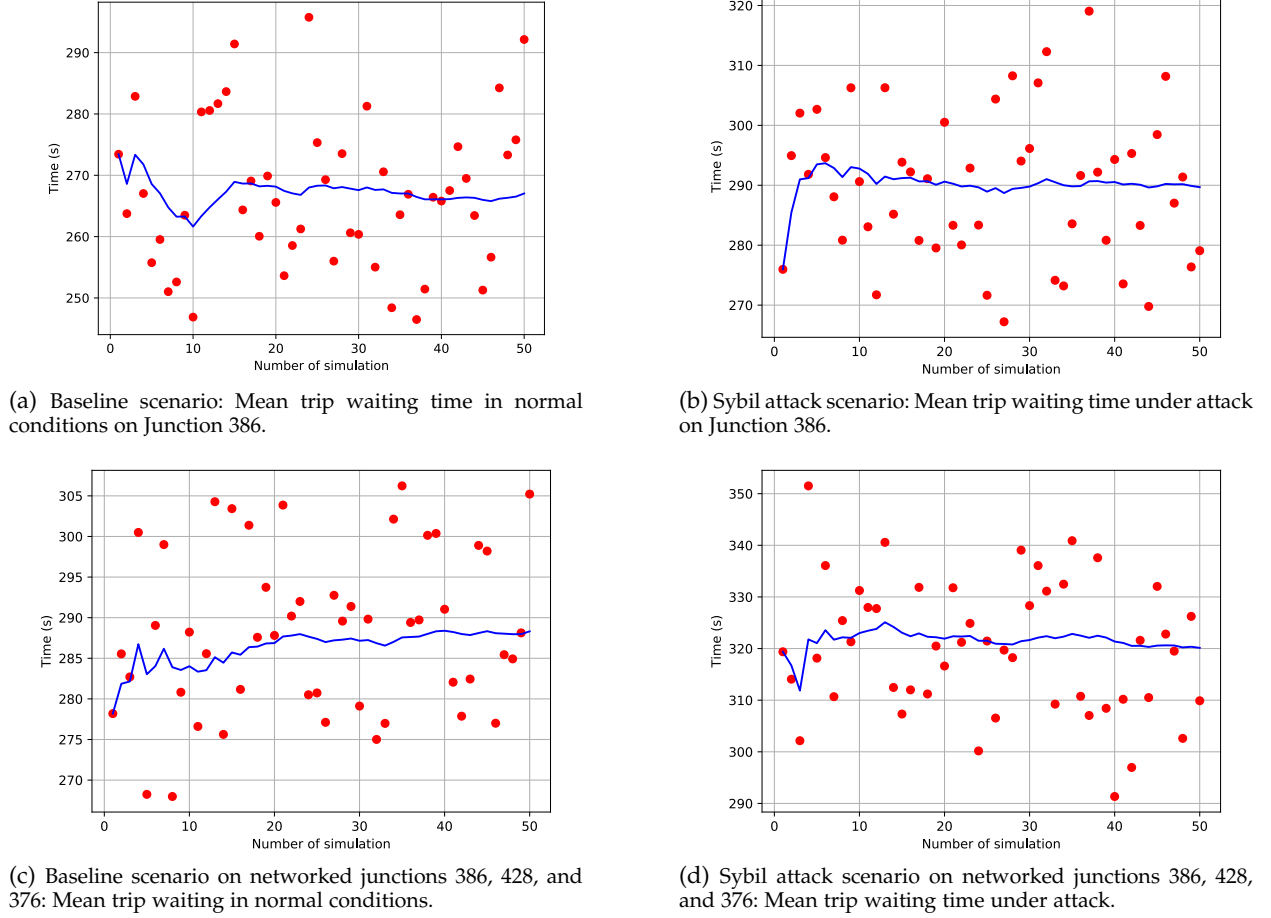 290
280
270
260
250
Time (s)
0 10 20 30 40 50
Number of simulation
(a) Baseline scenario: Mean trip waiting time in normal
conditions on Junction 386.
320
310
300
290
280
270
Time (s)
0 10 20 30 40 50
Number of simulation
(b) Sybil attack scenario: Mean trip waiting time under attack
on Junction 386.
305
300
295
290
285
280
275
270
Time (s)
0 10 20 30 40 50
Number of simulation
(c) Baseline scenario on networked junctions 386, 428, and
376: Mean trip waiting in normal conditions.
350
340
330
320
310
300
290
Time (s)
0 10 20 30 40 50
Number of simulation
(d) Sybil attack scenario on networked junctions 386, 428,
and 376: Mean trip waiting time under attack.